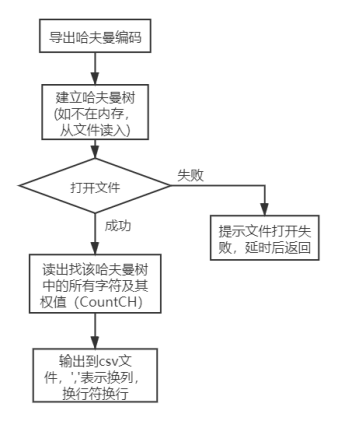 导出哈夫曼编码
建立哈夫曼树
(如不在内存，
从文件读入)
打开文件
失败
成功
提示文件打开失
败，延时后返回
读出找该哈夫曼树
中的所有字符及其
权值（CountCH）
输出到csv文
件，','表示换列，
换行符换行